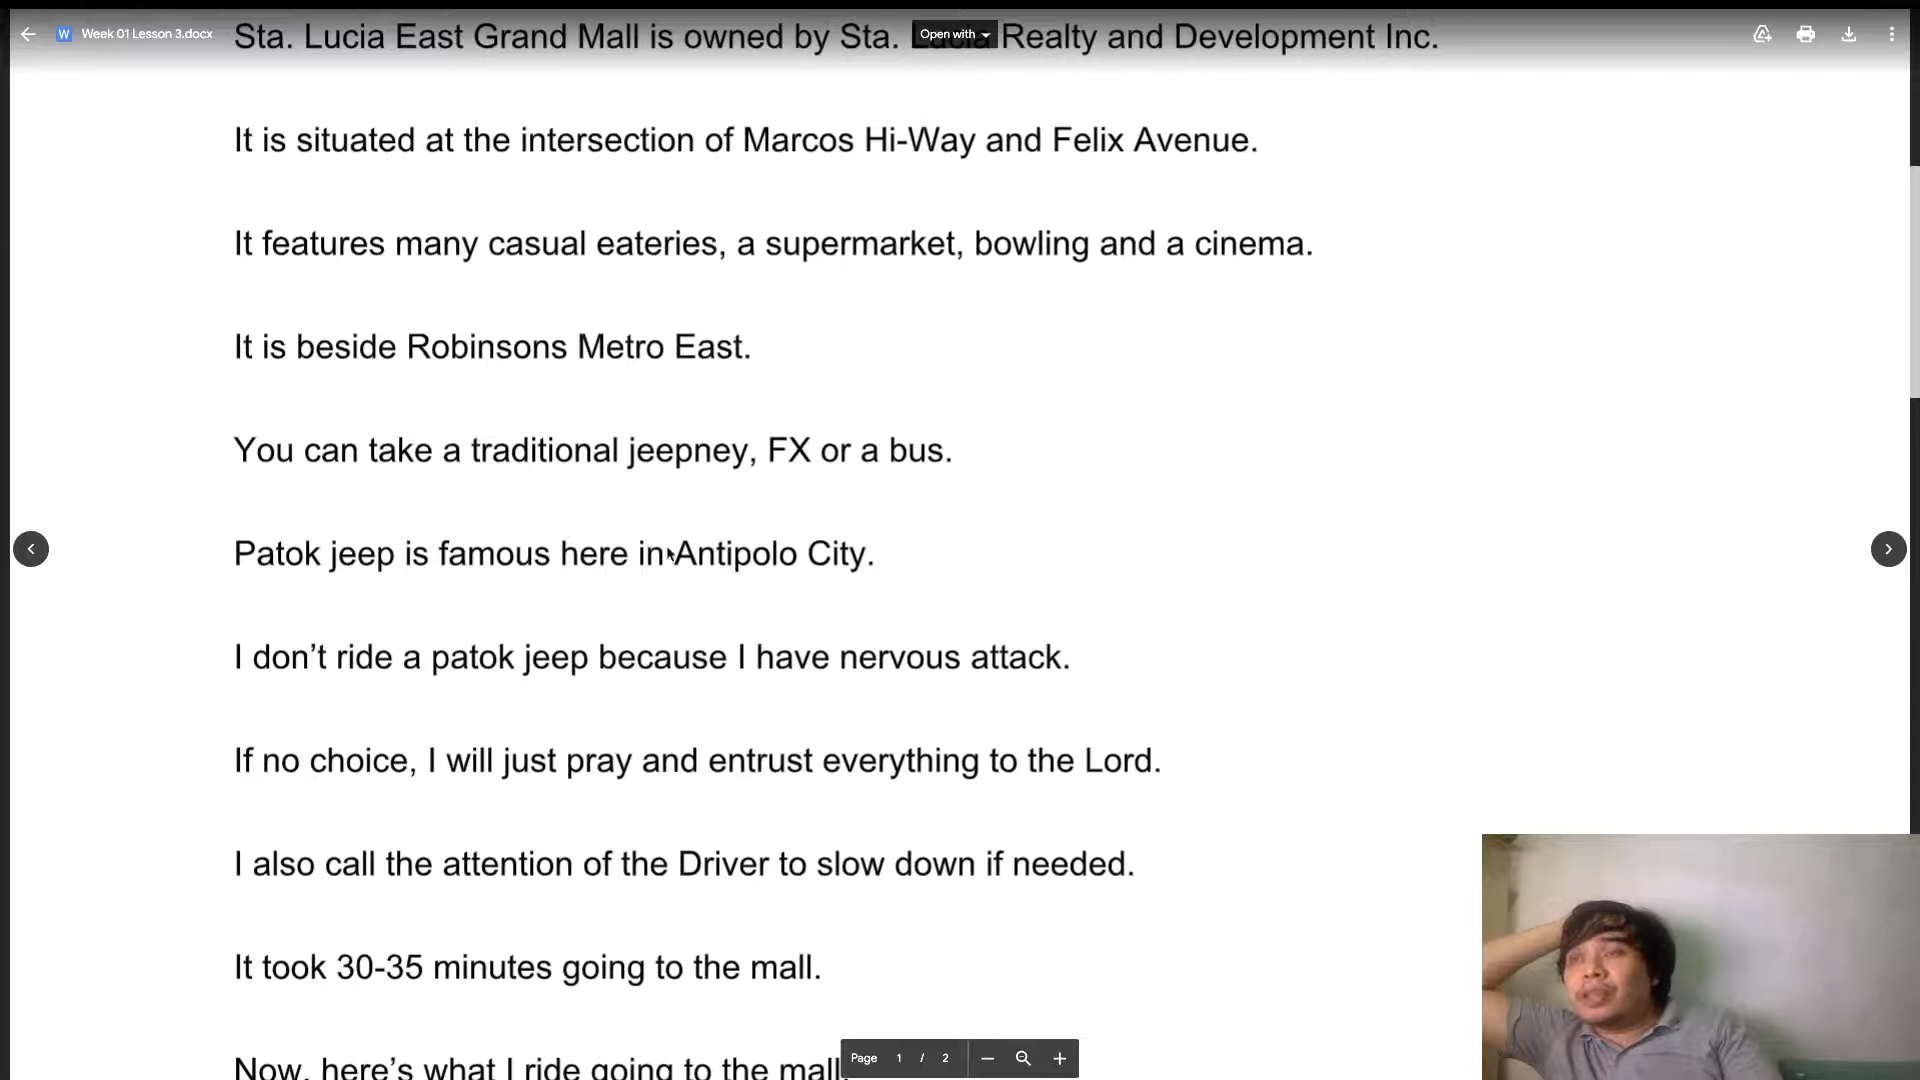 Week 01 Lesson 3.docx
Open with
Sta. Lucia East Grand Mall is owned by Sta. Lucia Realty and Development Inc.
It is situated at the intersection of Marcos Hi-Way and Felix Avenue.
It features many casual eateries, a supermarket, bowling and a cinema.
It is beside Robinsons Metro East.
You can take a traditional jeepney, FX or a bus.
Patok jeep is famous here in Antipolo City.
I don’t ride a patok jeep because I have nervous attack.
If no choice, I will just pray and entrust everything to the Lord.
I also call the attention of the Driver to slow down if needed.
It took 30-35 minutes going to the mall.
Now, here’s what I ride going to the mall.
Page 1 / 2